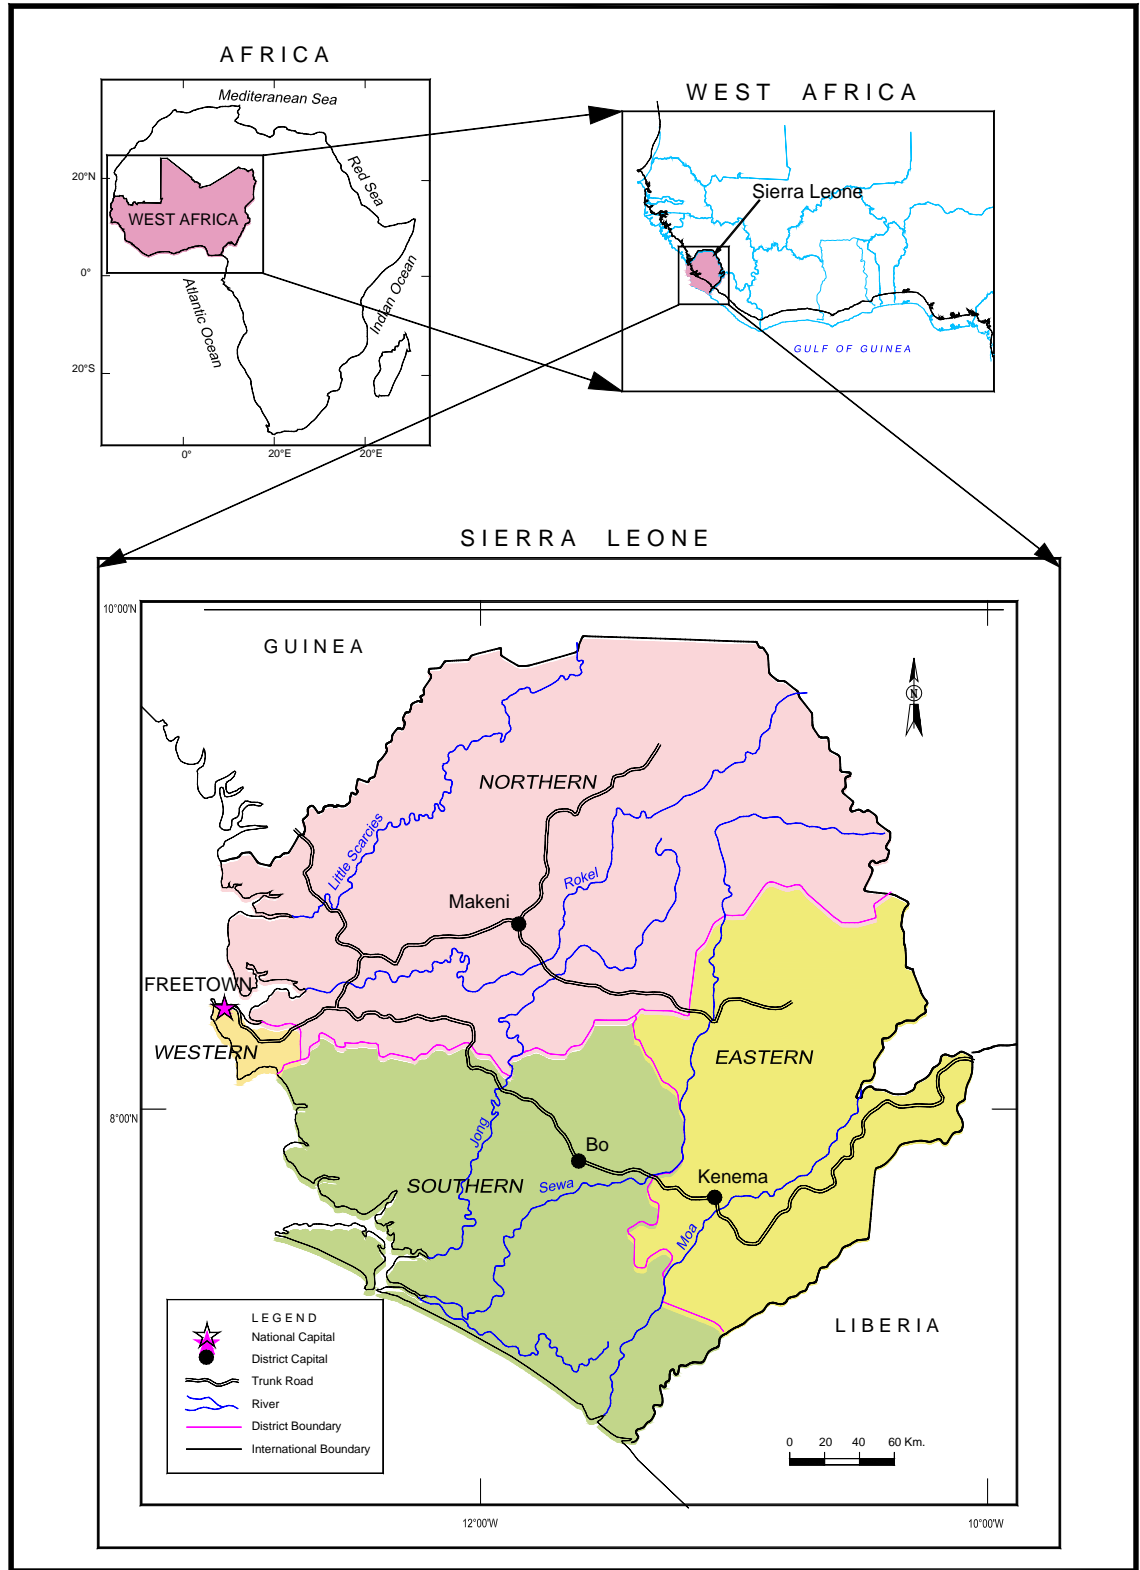 AFRICA
Mediteranean Sea
Red Sea
20°N
WEST AFRICA
0°
Atlantic Ocean
Indian Ocean
20°S
0°
20°E
20°E
WEST AFRICA
Sierra Leone
GULF OF GUINEA
SIERRA LEONE
10°00'N
GUINEA
N
NORTHERN
Little Scarcies
Rokel
Makeni
FREETOWN
WESTERN
EASTERN
8°00'N
Jong
Bo
Kenema
SOUTHERN
Sewa
Moa
LIBERIA
LEGEND
National Capital
District Capital
Trunk Road
River
District Boundary
International Boundary
0 20 40 60 Km.
12°00'W
10°00'W